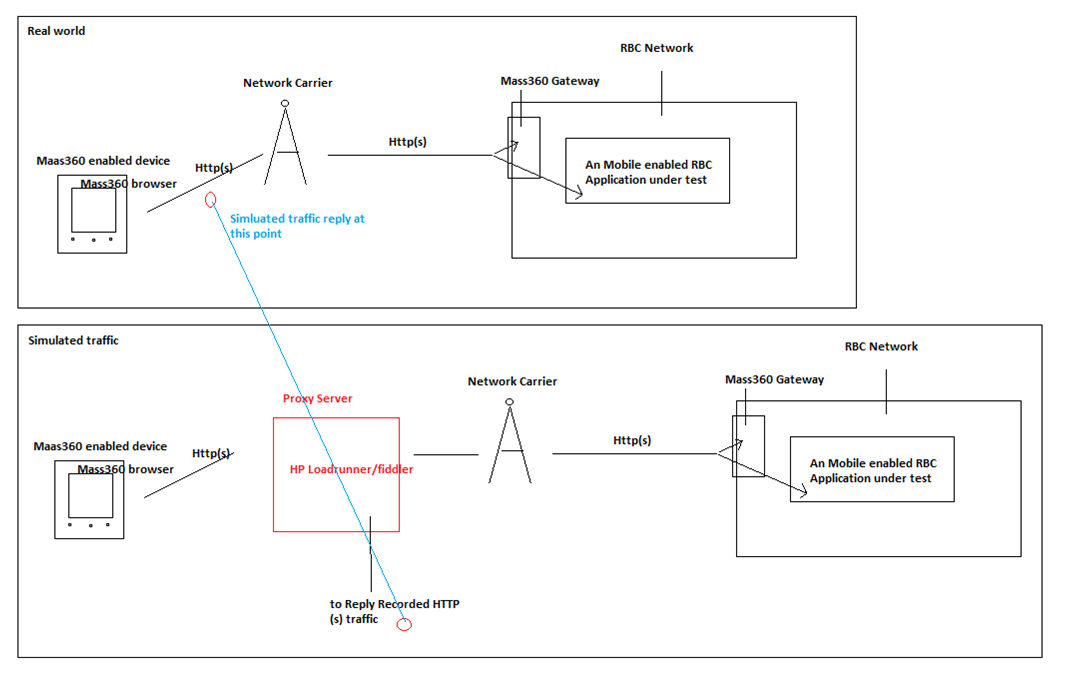 Real world
RBC Network
Network Carrier
Mass360 Gateway
Http(s)
Maas360 enabled device
Http(s)
An Mobile enabled RBC
Application under test
Mass360 browser
Simluated traffic reply at
this point
Simulated traffic
RBC Network
Network Carrier
Mass360 Gateway
Proxy Server
Http(s)
Maas360 enabled device
Http(s)
Mass360 browser
HP Loadrunner/fiddler
An Mobile enabled RBC
Application under test
to Reply Recorded HTTP
(s) traffic